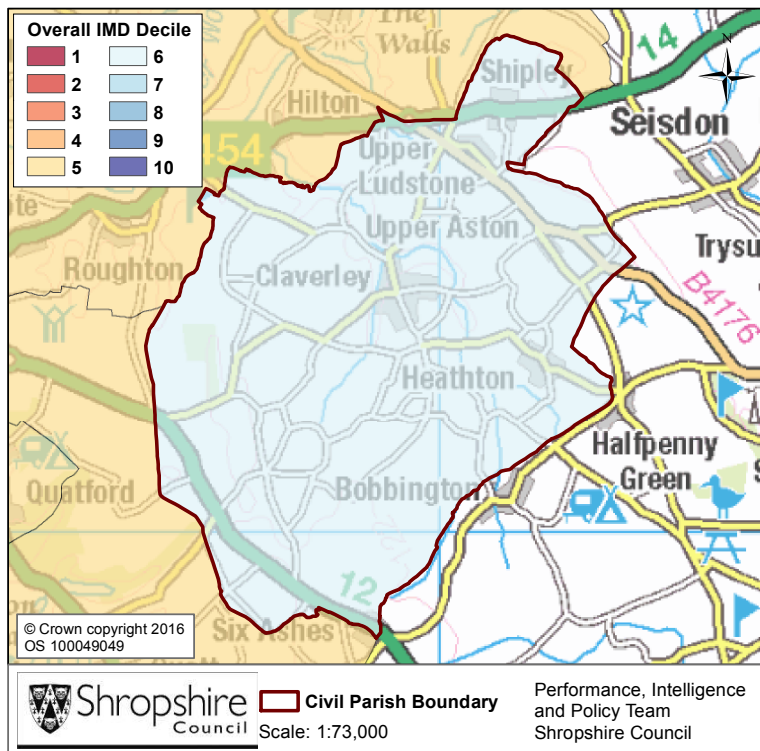 Overall IMD Decile
1 6
2 7
3 8
4 9
5 10
The
Walls
14
N
Shipley
Hilton
Seisdon
454
Upper
Ludstone
Upper Aston
Trysu
Roughton
Claverley
B4176
Heathton
Halfpenny
Green
Quatford
Bobbington
12
Six Ashes
© Crown copyright 2016
OS 100049049
Shropshire
Council
Civil Parish Boundary
Scale: 1:73,000
Performance, Intelligence
and Policy Team
Shropshire Council